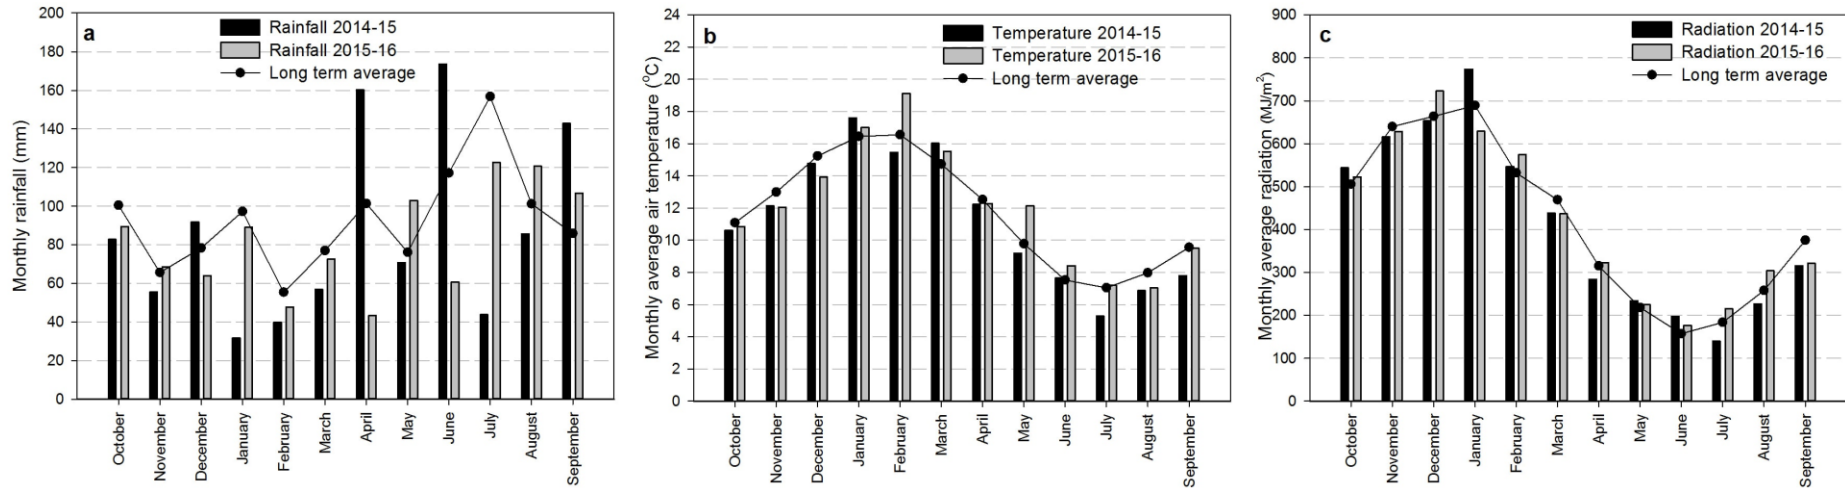 a
Rainfall 2014-15
Rainfall 2015-16
Long term average
Monthly rainfall (mm)
200
180
160
140
120
100
80
60
40
20
0
October
November
December
January
February
March
April
May
June
July
August
September
b
Temperature 2014-15
Temperature 2015-16
Long term average
Monthly average air temperature (°C)
24
22
20
18
16
14
12
10
8
6
4
2
0
October
November
December
January
February
March
April
May
June
July
August
September
c
Radiation 2014-15
Radiation 2015-16
Long term average
Monthly average radiation (MJ/m²)
900
800
700
600
500
400
300
200
100
0
October
November
December
January
February
March
April
May
June
July
August
September